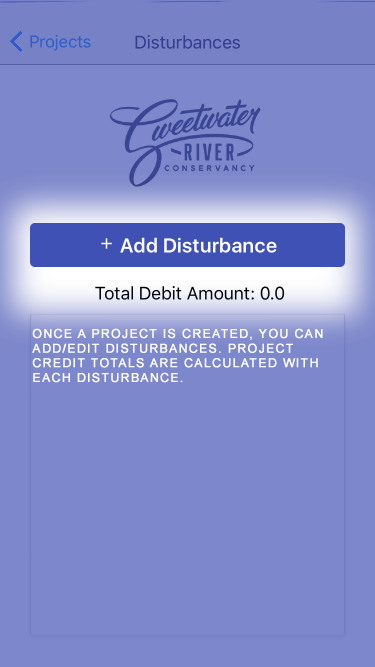 Projects
Disturbances
Sweetwater
RIVER
CONSERVANCY
+ Add Disturbance
Total Debit Amount: 0.0
ONCE A PROJECT IS CREATED, YOU CAN
ADD/EDIT DISTURBANCES. PROJECT
CREDIT TOTALS ARE CALCULATED WITH
EACH DISTURBANCE.